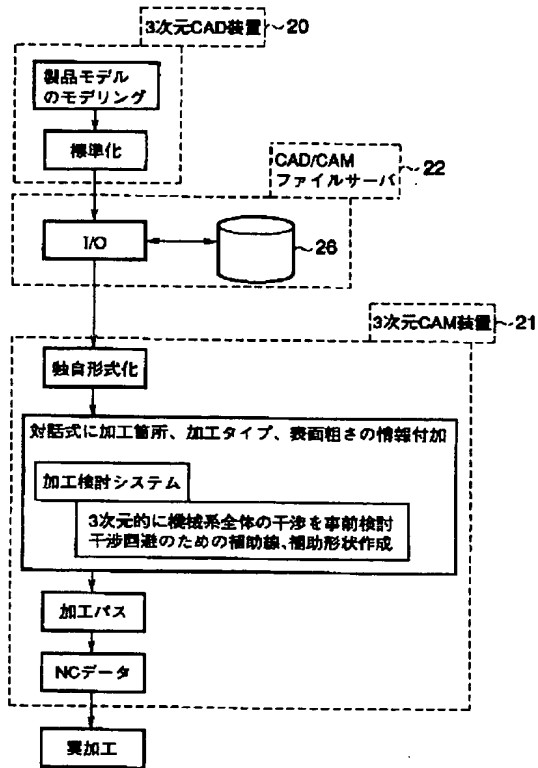 3次元CAD装置 20
製品モデル
のモデリング
標準化
CAD/CAM
ファイルサーバ 22
I/O
26
3次元CAM装置 21
独自形式化
対話式に加工箇所、加工タイプ、表面粗さの情報付加
加工検討システム
3次元的に機械系全体の干渉を事前検討
干渉回避のための補助線、補助形状作成
加工パス
NCデータ
実加工